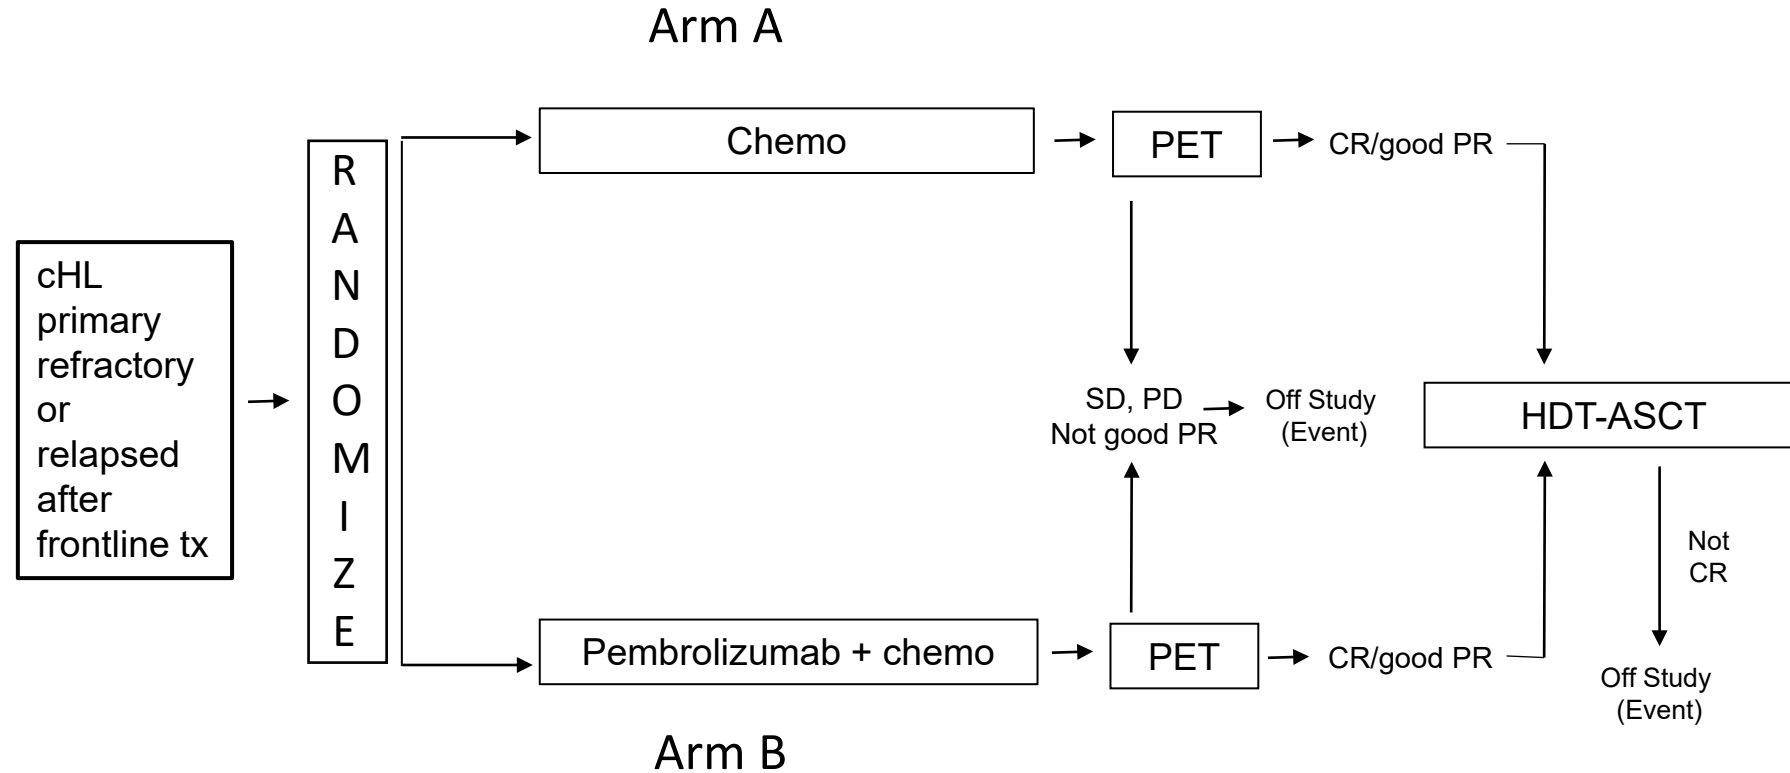 Arm A
cHL
primary
refractory
or
relapsed
after
frontline tx
R
A
N
D
O
M
I
Z
E
Chemo
PET
CR/good PR
SD, PD
Not good PR
Off Study
(Event)
HDT-ASCT
Not
CR
Off Study
(Event)
Pembrolizumab + chemo
PET
CR/good PR
Arm B